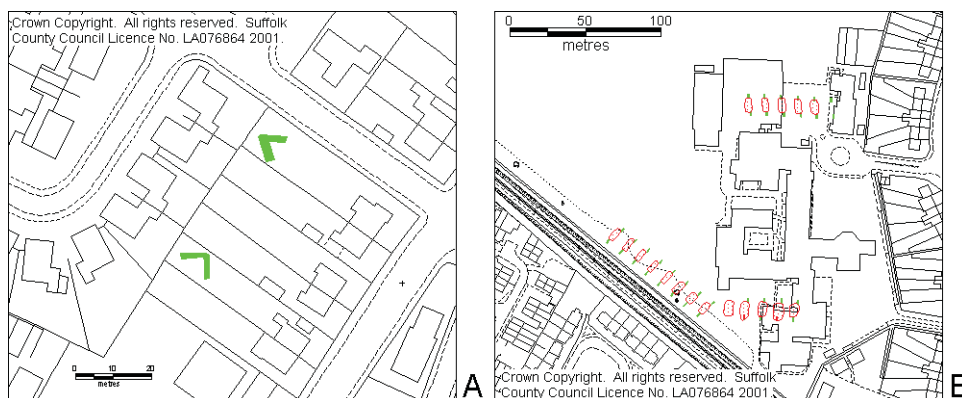 Crown Copyright. All rights reserved. Suffolk
County Council Licence No. LA076864 2001.
0 10 20
metres
A
0 50 100
metres
Crown Copyright. All rights reserved. Suffolk
County Council Licence No. LA076864 2001.
B